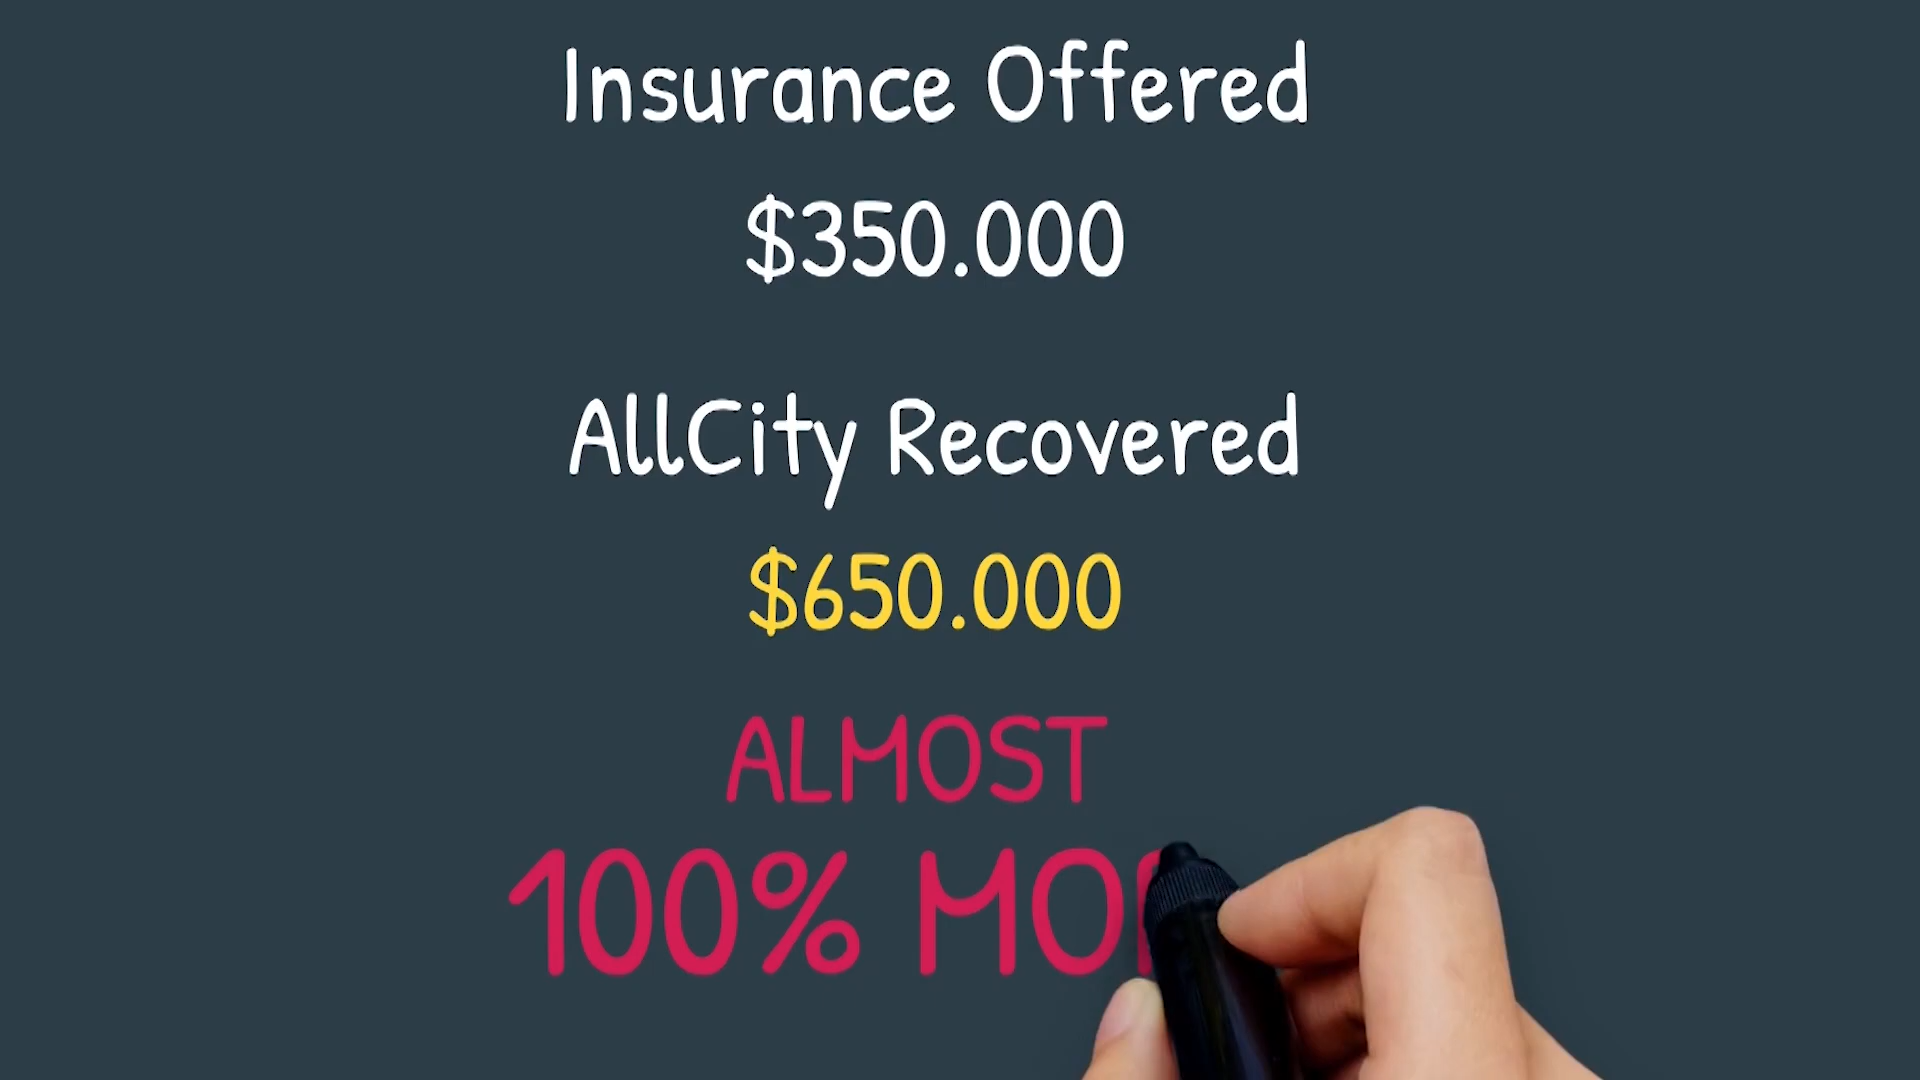 Insurance Offered
$350.000
AllCity Recovered
$650.000
ALMOST
100% MO